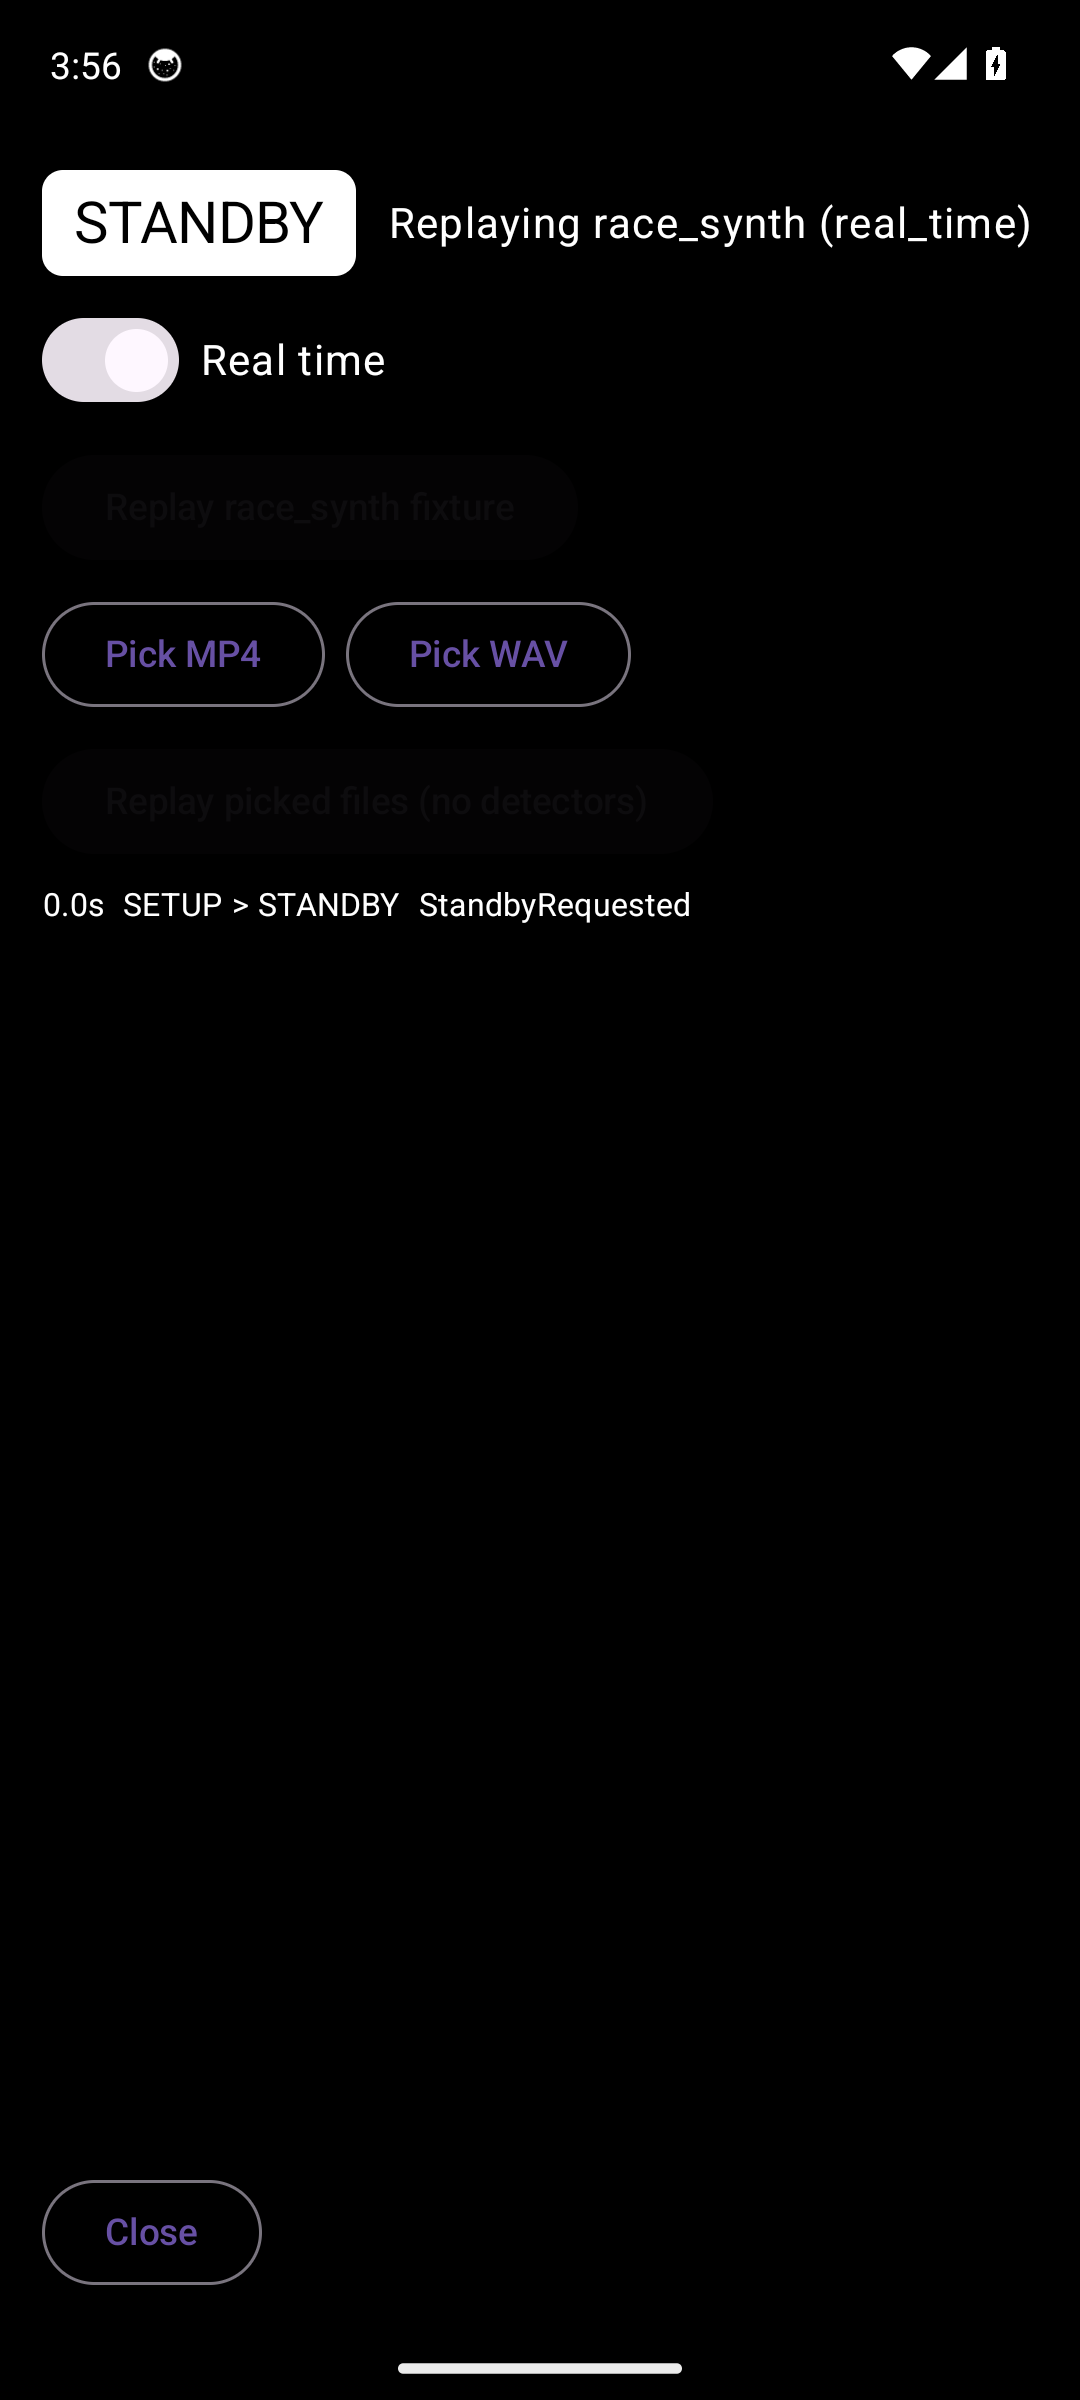 3:56
STANDBY Replaying race_synth (real_time)
Real time
Replay race_synth fixture
Pick MP4 Pick WAV
Replay picked files (no detectors)
0.0s SETUP > STANDBY StandbyRequested
Close